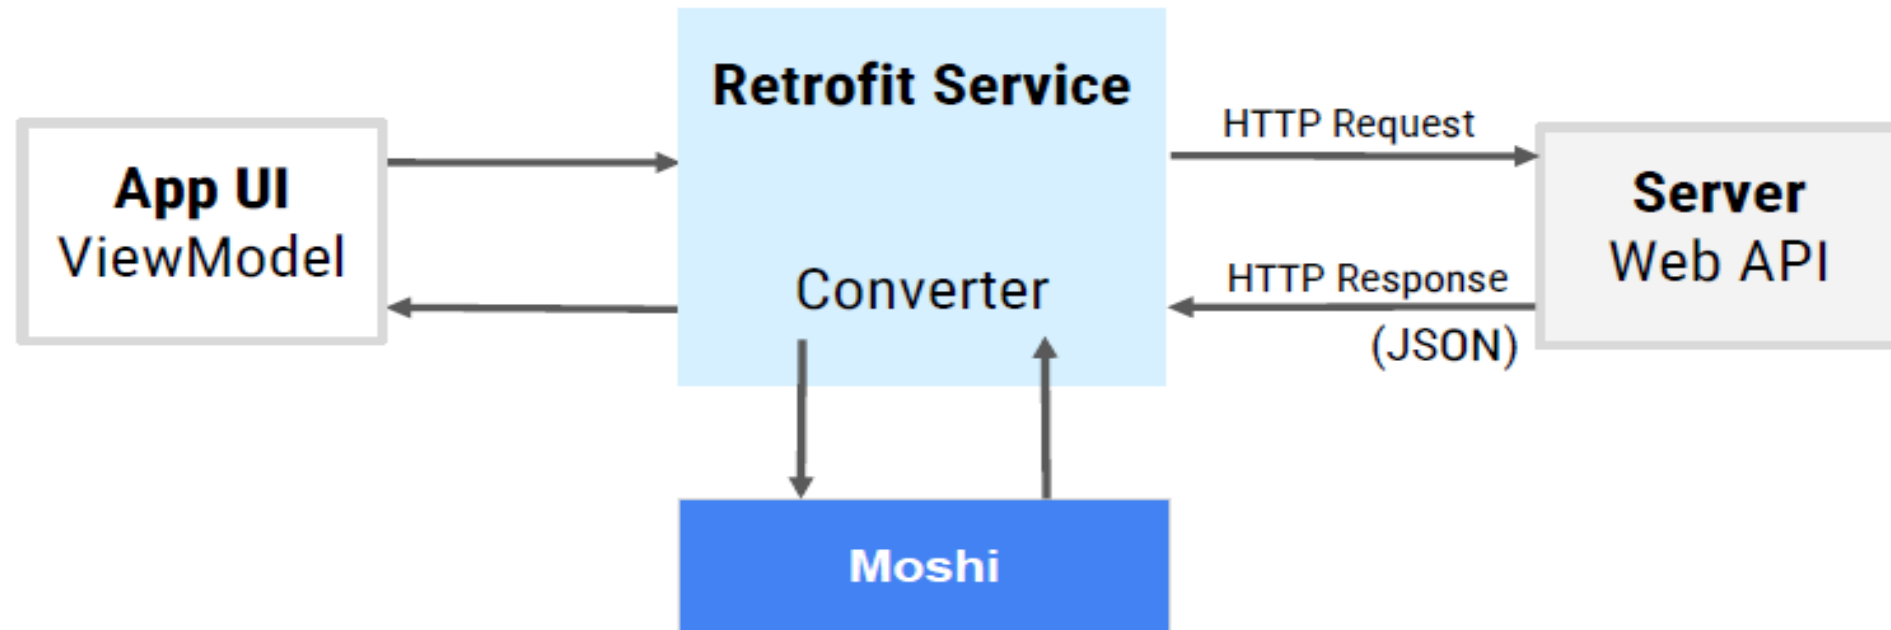 Retrofit Service
HTTP Request
App UI
ViewModel
Server
Web API
Converter
HTTP Response
(JSON)
Moshi